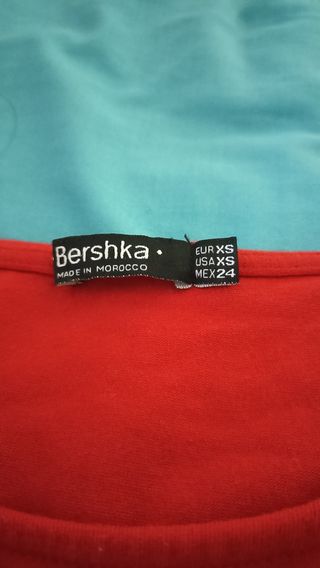 Bershka
MADE IN MOROCCO
EUR XS
USA XS
MEX 24